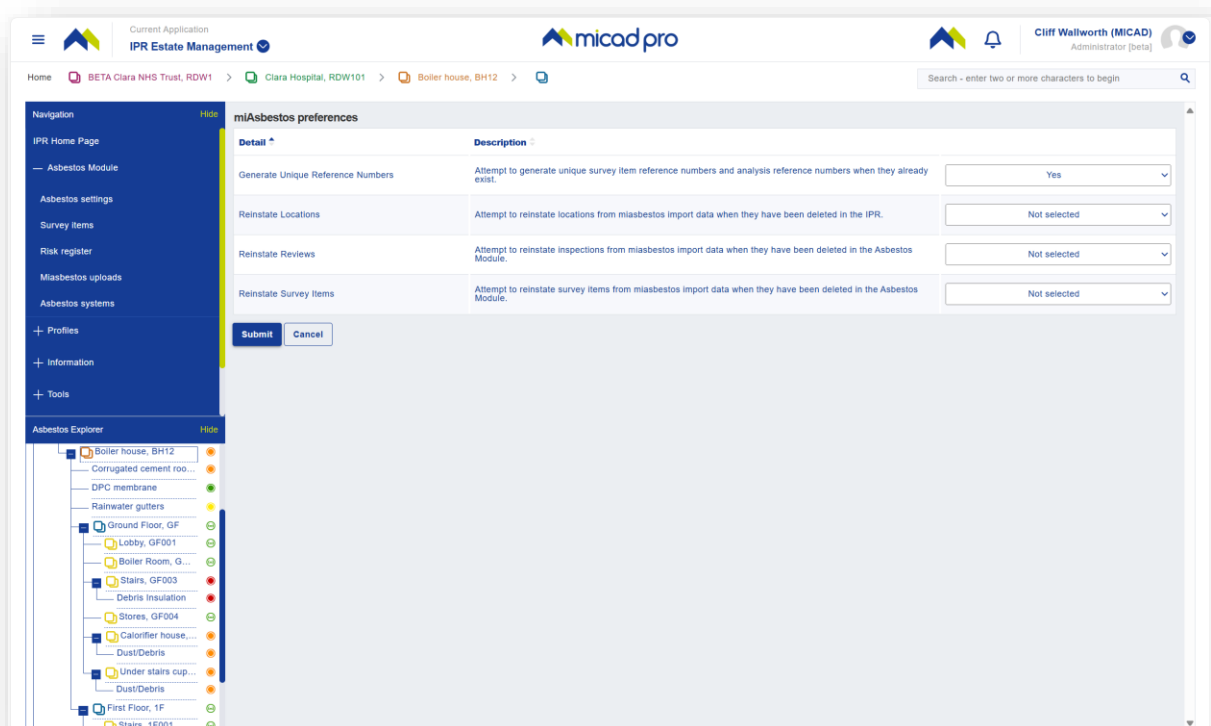 Current Application
IPR Estate Management
micad pro
Cliff Wallworth (MICAD)
Administrator [beta]
Home BETA Clara NHS Trust, RDW1 > Clara Hospital, RDW101 > Boiler house, BH12 >
Search - enter two or more characters to begin
Navigation Hide
IPR Home Page
— Asbestos Module
Asbestos settings
Survey items
Risk register
Miasbestos uploads
Asbestos systems
+ Profiles
+ Information
+ Tools
Asbestos Explorer Hide
Boiler house, BH12
Corrugated cement roo...
DPC membrane
Rainwater gutters
Ground Floor, GF
Lobby, GF001
Boiler Room, G...
Stairs, GF003
Debris Insulation
Stores, GF004
Calorifier house,...
Dust/Debris
Under stairs cup...
Dust/Debris
First Floor, 1F
Stairs, 1F001
miAsbestos preferences
Detail Description
Generate Unique Reference Numbers Attempt to generate unique survey item reference numbers and analysis reference numbers when they already Yes
exist.
Reinstate Locations Attempt to reinstate locations from miasbestos import data when they have been deleted in the IPR. Not selected
Reinstate Reviews Attempt to reinstate inspections from miasbestos import data when they have been deleted in the Asbestos Not selected
Module.
Reinstate Survey Items Attempt to reinstate survey items from miasbestos import data when they have been deleted in the Asbestos Not selected
Module.
Submit Cancel